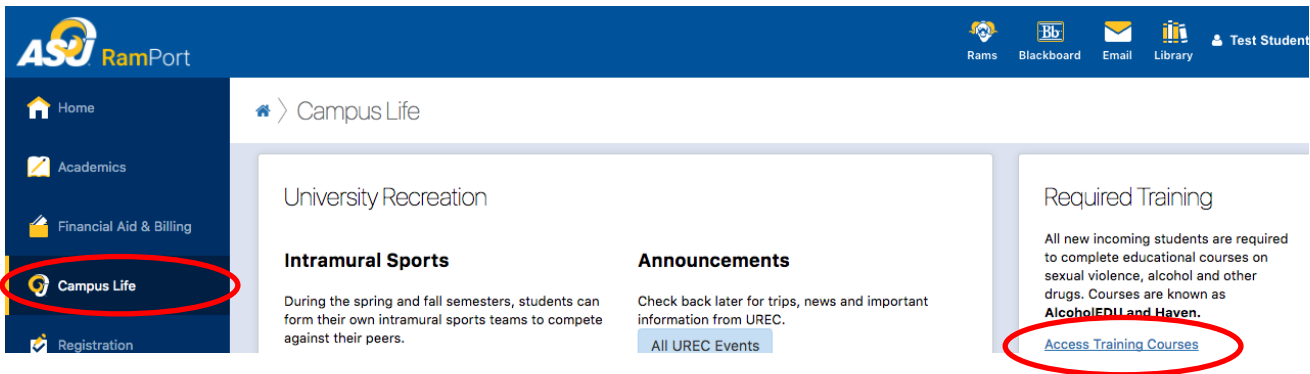 ASU RamPort
Rams
Bb
Blackboard
Email
Library
Test Student
Home
Academics
Financial Aid & Billing
Campus Life
Registration
Campus Life
University Recreation
Intramural Sports
During the spring and fall semesters, students can
form their own intramural sports teams to compete
against their peers.
Announcements
Check back later for trips, news and important
information from UREC.
All UREC Events
Required Training
All new incoming students are required
to complete educational courses on
sexual violence, alcohol and other
drugs. Courses are known as
AlcoholEDU and Haven.
Access Training Courses